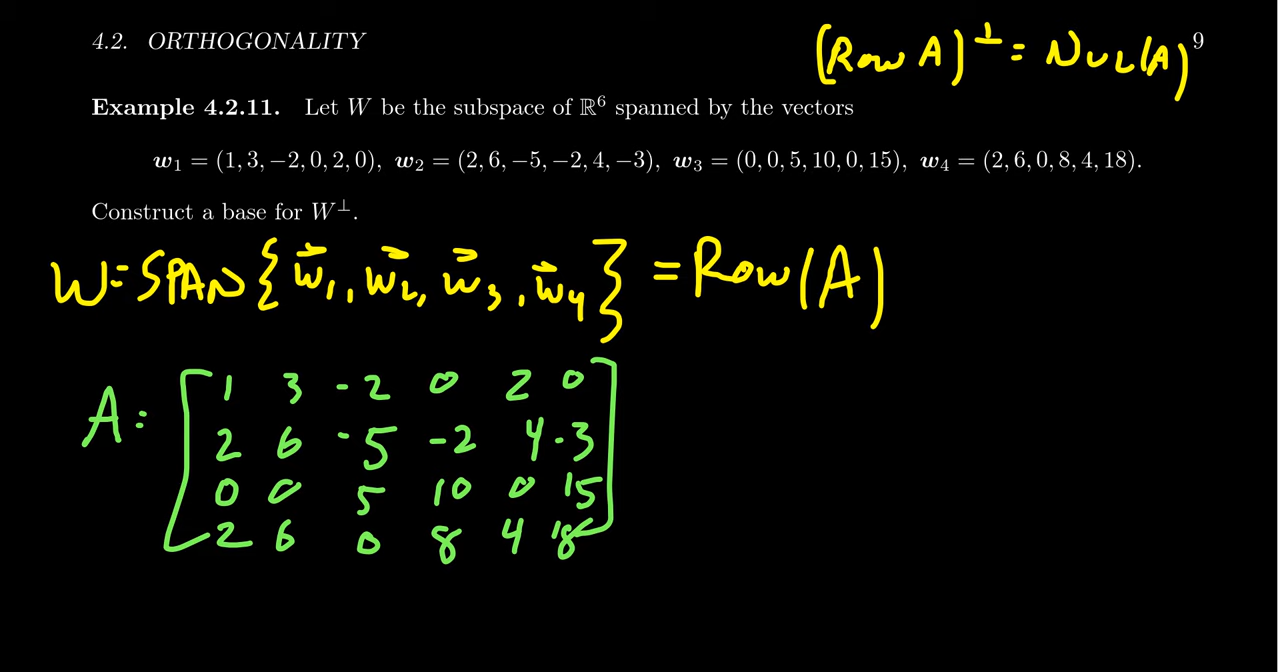 4.2. ORTHOGONALITY
(Row A)^⊥ = NUL(A)
9
Example 4.2.11. Let W be the subspace of ℝ⁶ spanned by the vectors
w₁ = (1, 3, −2, 0, 2, 0), w₂ = (2, 6, −5, −2, 4, −3), w₃ = (0, 0, 5, 10, 0, 15), w₄ = (2, 6, 0, 8, 4, 18).
Construct a base for W^⊥.
W = SPAN { w⃗₁, w⃗₂, w⃗₃, w⃗₄ } = Row(A)
A = [ 1 3 -2 0 2 0
2 6 -5 -2 4 -3
0 0 5 10 0 15
2 6 0 8 4 18 ]